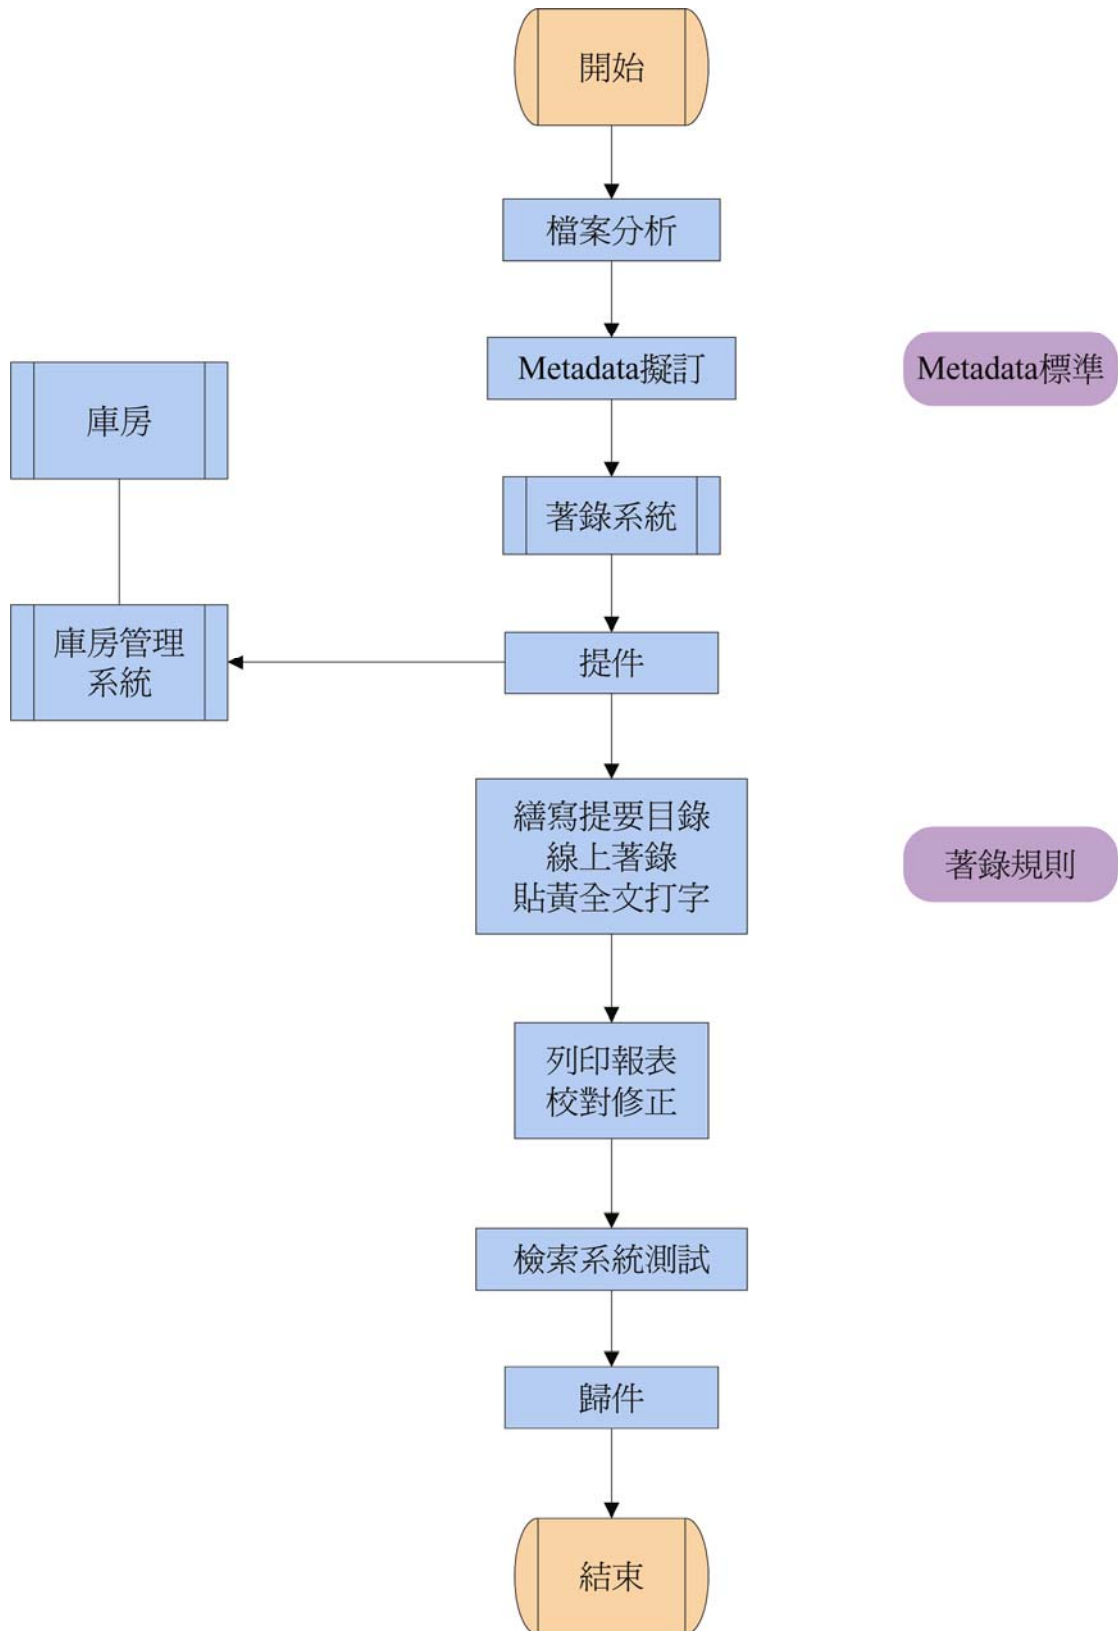 開始
檔案分析
Metadata擬訂
Metadata標準
庫房
著錄系統
庫房管理
系統
提件
繕寫提要目錄
線上著錄
貼黃全文打字
著錄規則
列印報表
校對修正
檢索系統測試
歸件
結束